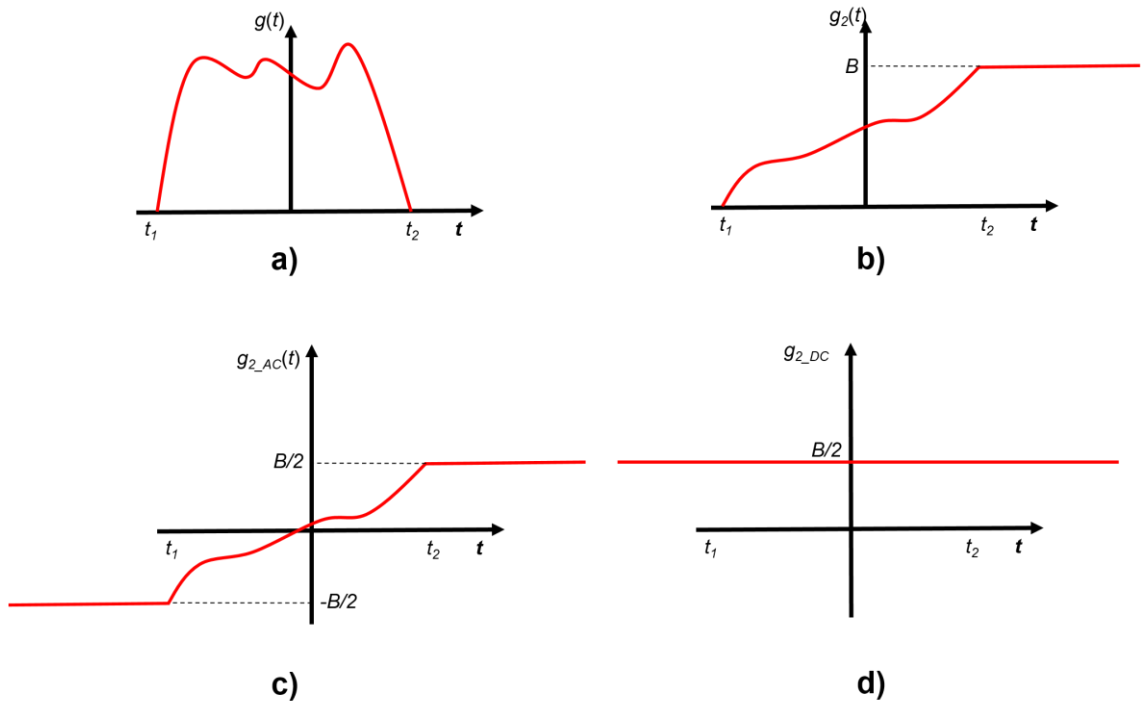 g(t)
t1 t2 t
a)
g2(t)
B
t1 t2 t
b)
g2_AC(t)
B/2
t1 t2 t
-B/2
c)
g2_DC
B/2
t1 t2 t
d)